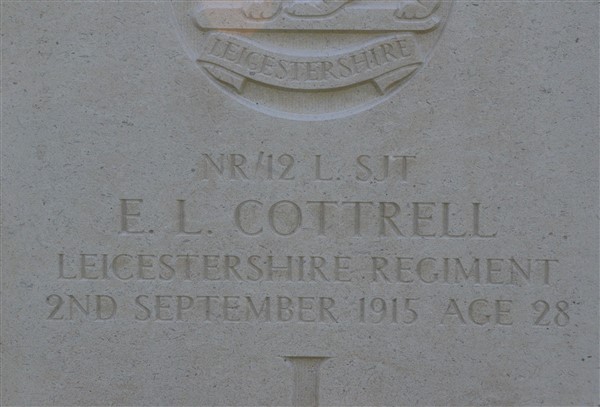 LEICESTERSHIRE
NR/12 L. SJT
E. L. COTTRELL
LEICESTERSHIRE REGIMENT
2ND SEPTEMBER 1915 AGE 28